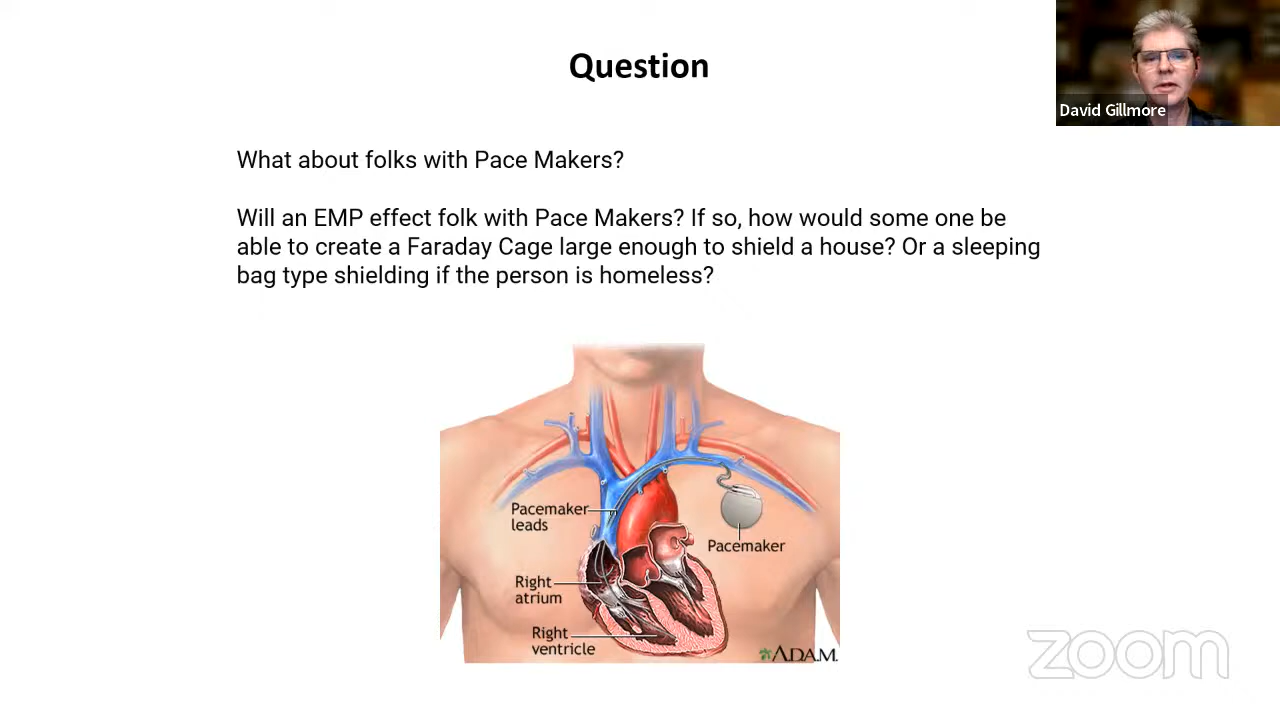 Question
David Gillmore
What about folks with Pace Makers?
Will an EMP effect folk with Pace Makers? If so, how would some one be
able to create a Faraday Cage large enough to shield a house? Or a sleeping
bag type shielding if the person is homeless?
Pacemaker
leads
Pacemaker
Right
atrium
Right
ventricle
A.D.A.M.
zoom